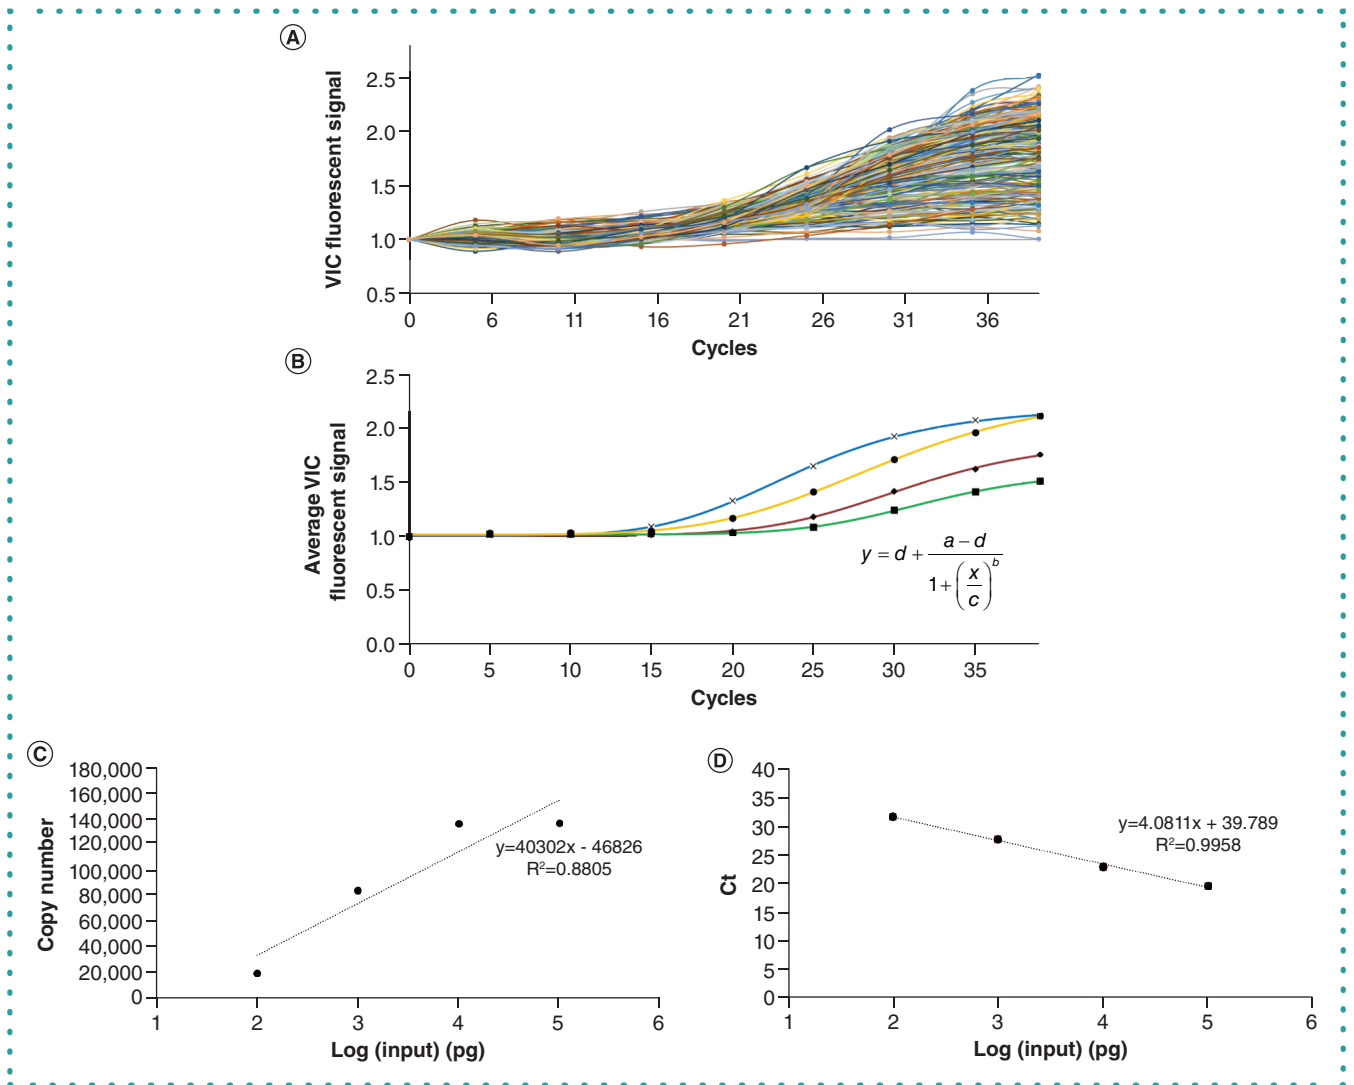 A
VIC fluorescent signal
2.5
2.0
1.5
1.0
0.5
0 6 11 16 21 26 31 36
Cycles
B
Average VIC
fluorescent signal
2.5
2.0
1.5
1.0
0.5
0.0
y = d + a – d / 1 + (x / c)^b
0 5 10 15 20 25 30 35
Cycles
C
Copy number
180,000
160,000
140,000
120,000
100,000
80,000
60,000
40,000
20,000
0
y=40302x - 46826
R²=0.8805
1 2 3 4 5 6
Log (input) (pg)
D
Ct
40
35
30
25
20
15
10
5
0
y=4.0811x + 39.789
R²=0.9958
1 2 3 4 5 6
Log (input) (pg)